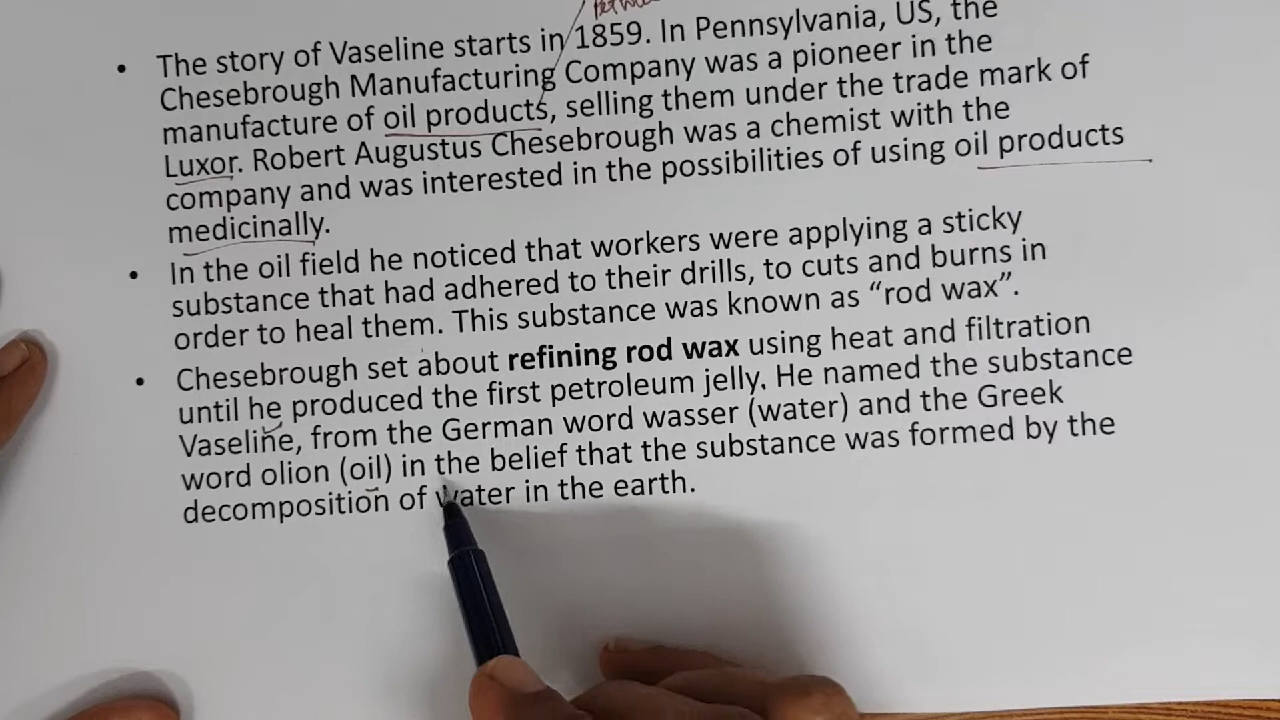 • The story of Vaseline starts in 1859. In Pennsylvania, US, the
Chesebrough Manufacturing Company was a pioneer in the
manufacture of oil products, selling them under the trade mark of
Luxor. Robert Augustus Chesebrough was a chemist with the
company and was interested in the possibilities of using oil products
medicinally.
• In the oil field he noticed that workers were applying a sticky
substance that had adhered to their drills, to cuts and burns in
order to heal them. This substance was known as “rod wax”.
• Chesebrough set about refining rod wax using heat and filtration
until he produced the first petroleum jelly. He named the substance
Vaseline, from the German word wasser (water) and the Greek
word olion (oil) in the belief that the substance was formed by the
decomposition of water in the earth.